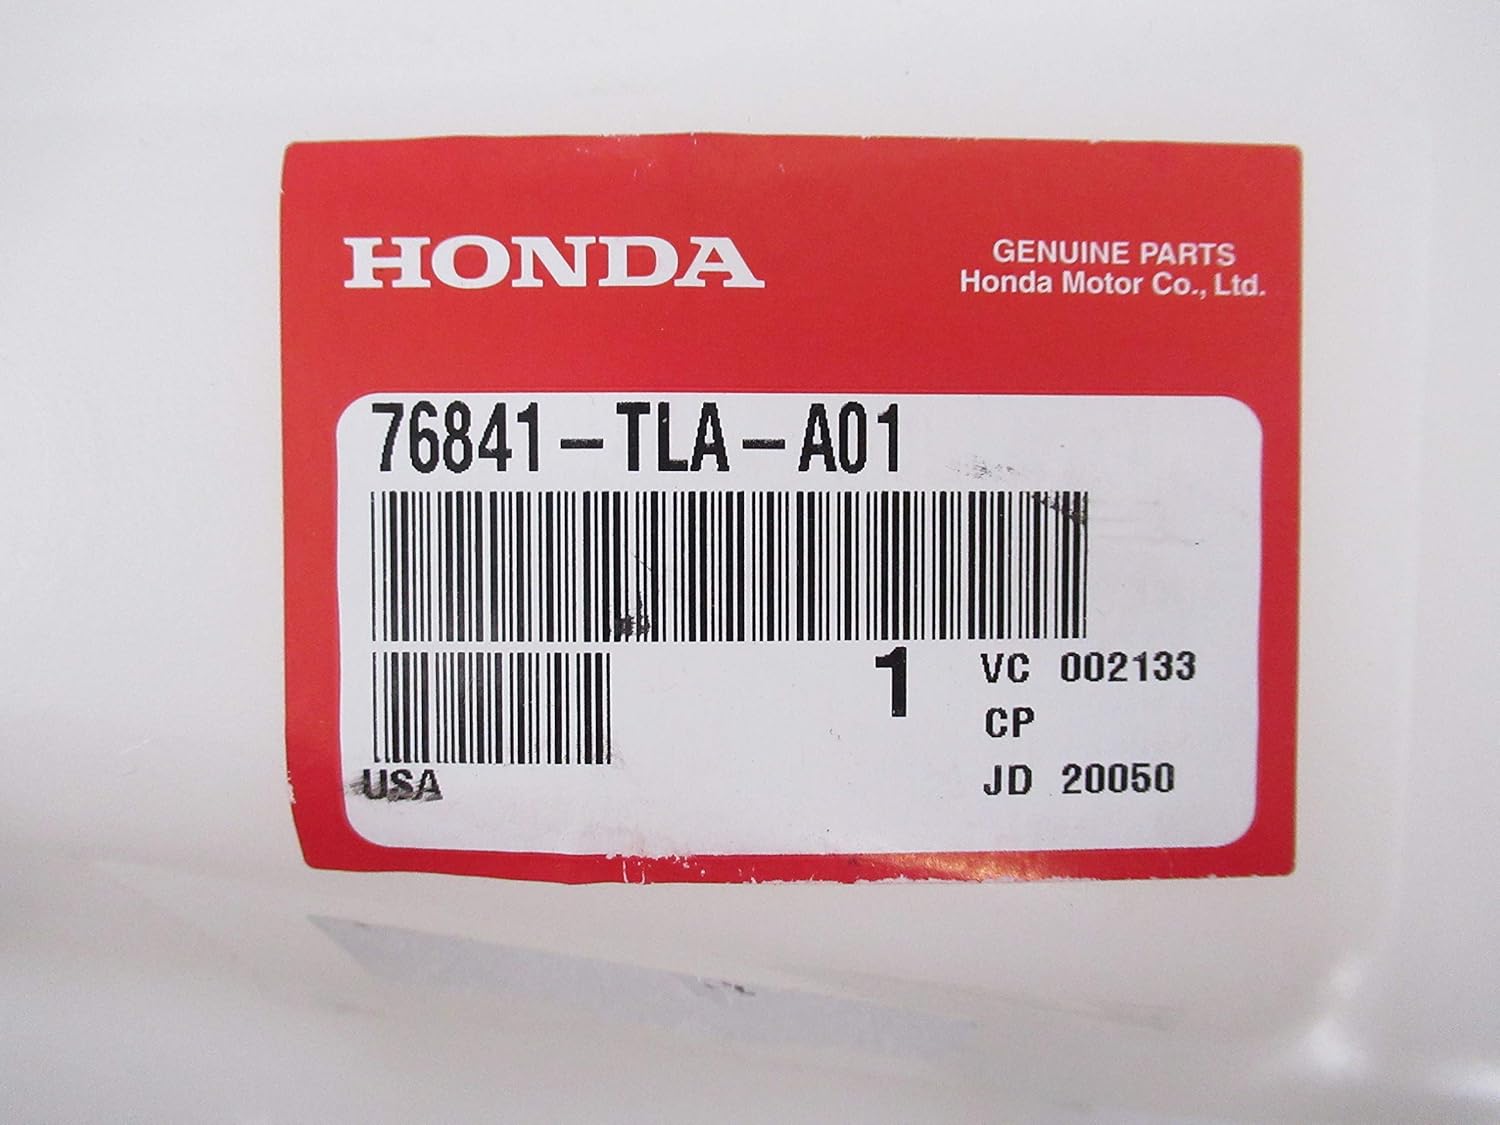 HONDA
GENUINE PARTS
Honda Motor Co., Ltd.
76841-TLA-A01
1
VC 002133
CP
JD 20050
USA